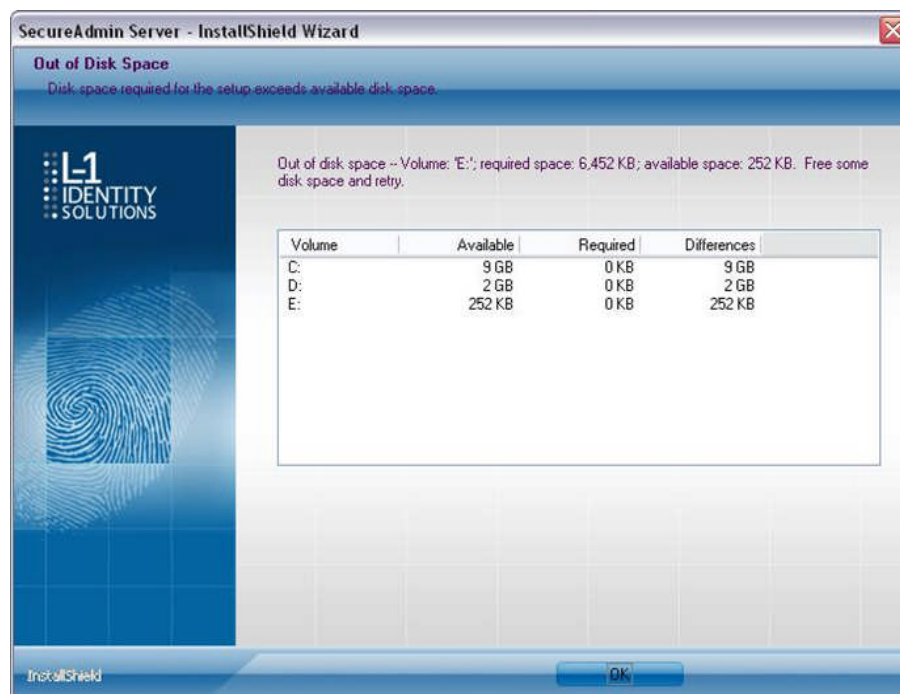 SecureAdmin Server - InstallShield Wizard
Out of Disk Space
Disk space required for the setup exceeds available disk space.
L-1
IDENTITY
SOLUTIONS
Out of disk space -- Volume: 'E:'; required space: 6,452 KB; available space: 252 KB. Free some
disk space and retry.
Volume Available Required Differences
C: 9 GB 0 KB 9 GB
D: 2 GB 0 KB 2 GB
E: 252 KB 0 KB 252 KB
InstallShield
OK